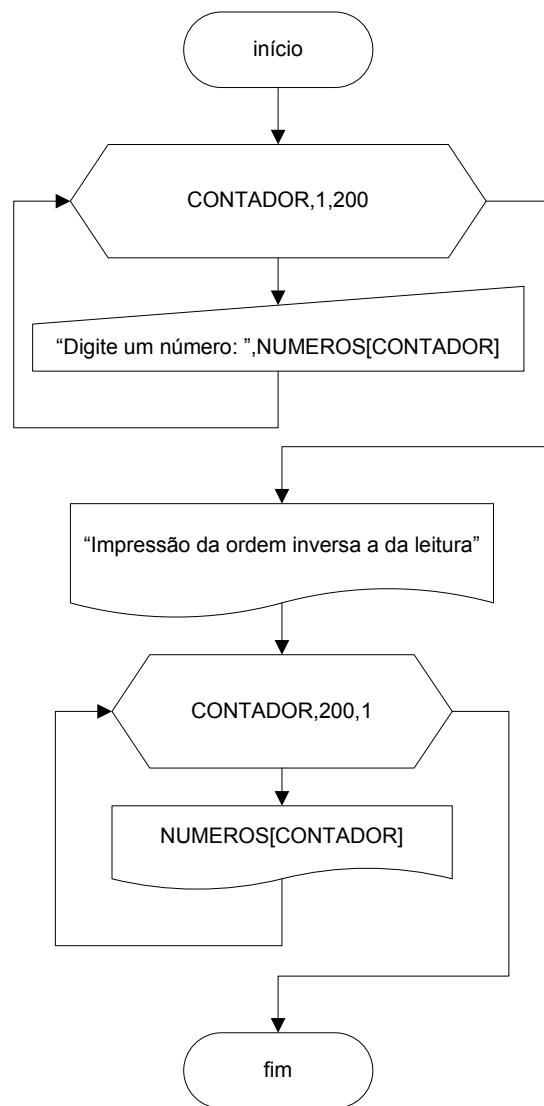 início
CONTADOR,1,200
“Digite um número: ”,NUMEROS[CONTADOR]
“Impressão da ordem inversa a da leitura”
CONTADOR,200,1
NUMEROS[CONTADOR]
fim